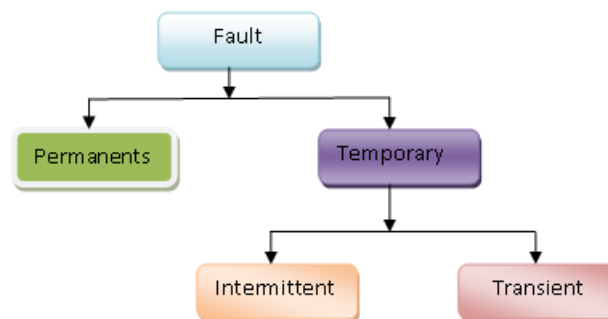 Fault
Permanents
Temporary
Intermittent
Transient